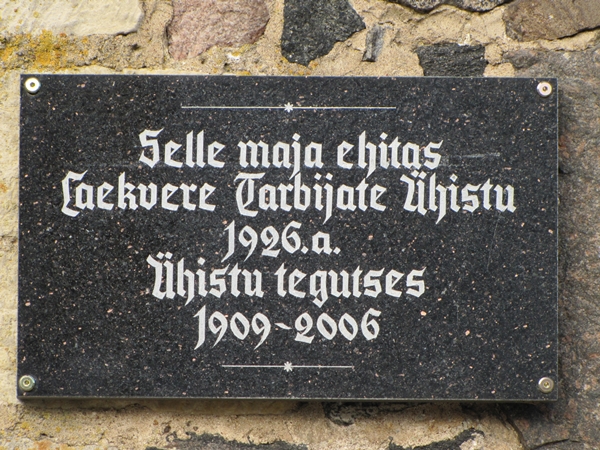 Selle maja ehitas
Laekvere Tarbijate Ühistu
1926.a.
Ühistu tegutses
1909-2006